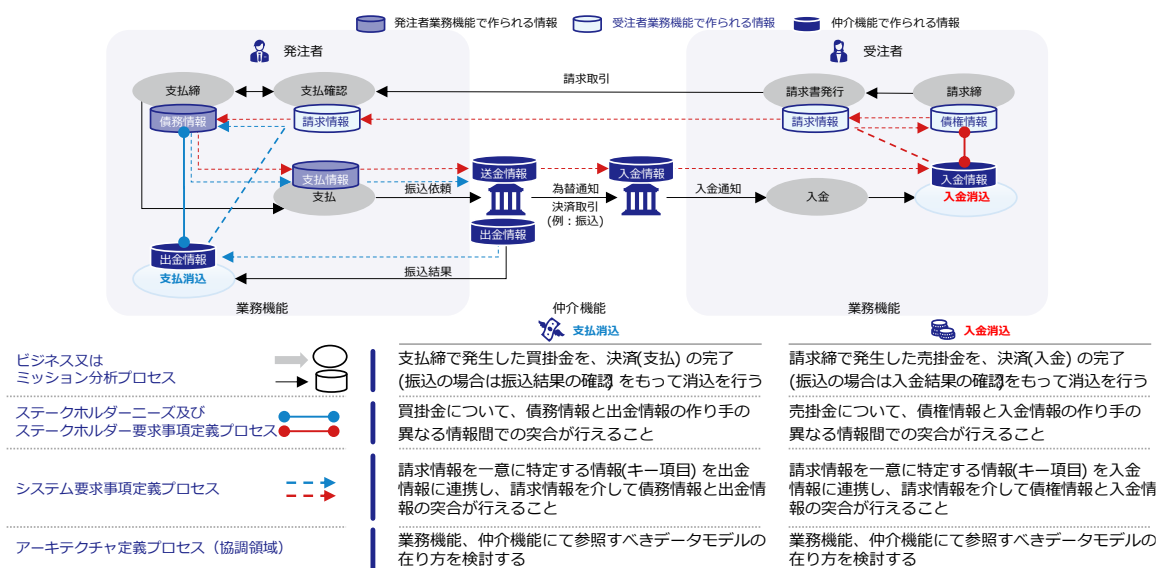 発注者業務機能で作られる情報
受注者業務機能で作られる情報
仲介機能で作られる情報
発注者
受注者
支払締
支払確認
請求取引
請求書発行
請求締
債務情報
請求情報
請求情報
債権情報
支払情報
送金情報
入金情報
入金情報
支払
振込依頼
為替通知
決済取引
(例：振込)
入金通知
入金
入金消込
出金情報
出金情報
支払消込
振込結果
業務機能
仲介機能
業務機能
支払消込
入金消込
ビジネス又は
ミッション分析プロセス
支払締で発生した買掛金を、決済(支払) の完了
(振込の場合は振込結果の確認) をもって消込を行う
請求締で発生した売掛金を、決済(入金) の完了
(振込の場合は入金結果の確認)をもって消込を行う
ステークホルダーニーズ及び
ステークホルダー要求事項定義プロセス
買掛金について、債務情報と出金情報の作り手の
異なる情報間での突合が行えること
売掛金について、債権情報と入金情報の作り手の
異なる情報間での突合が行えること
システム要求事項定義プロセス
請求情報を一意に特定する情報(キー項目) を出金
情報に連携し、請求情報を介して債務情報と出金情
報の突合が行えること
請求情報を一意に特定する情報(キー項目) を入金
情報に連携し、請求情報を介して債権情報と入金情
報の突合が行えること
アーキテクチャ定義プロセス（協調領域）
業務機能、仲介機能にて参照すべきデータモデルの
在り方を検討する
業務機能、仲介機能にて参照すべきデータモデルの
在り方を検討する